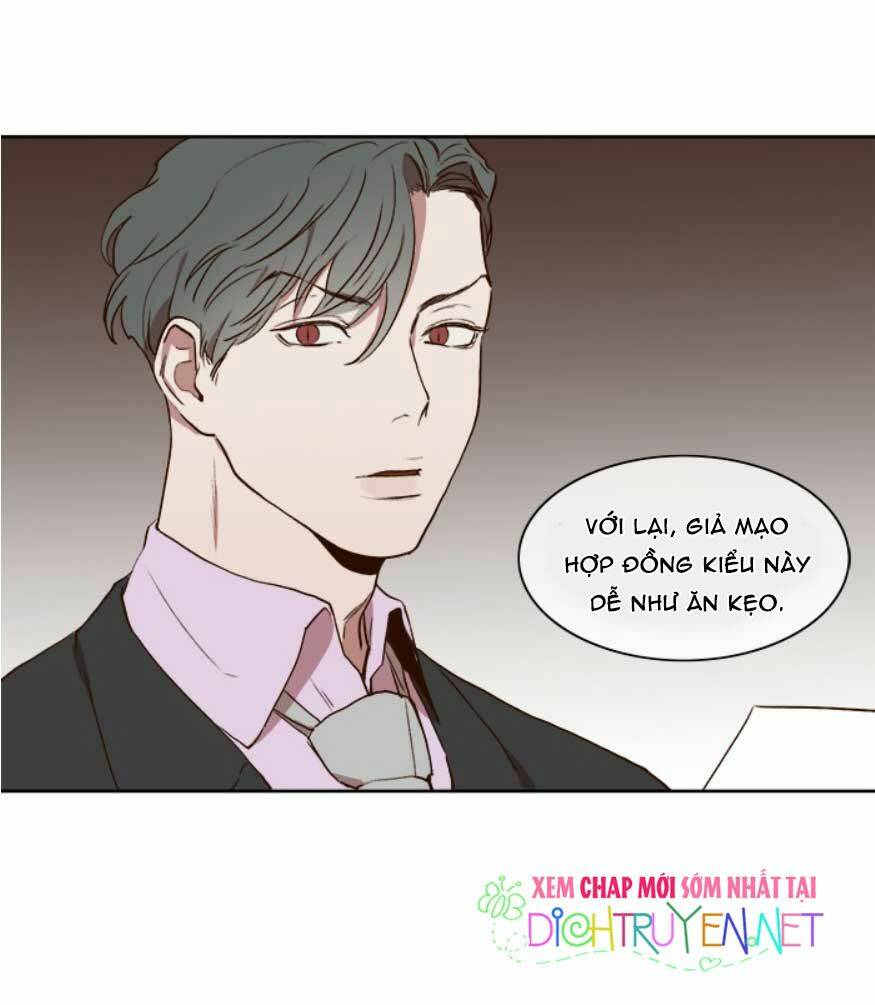 VỚI LẠI, GIẢ MẠO
HỢP ĐỒNG KIỂU NÀY
DỄ NHƯ ĂN KẸO.
XEM CHAP MỚI SỚM NHẤT TẠI
DICHTRUYEN.NET